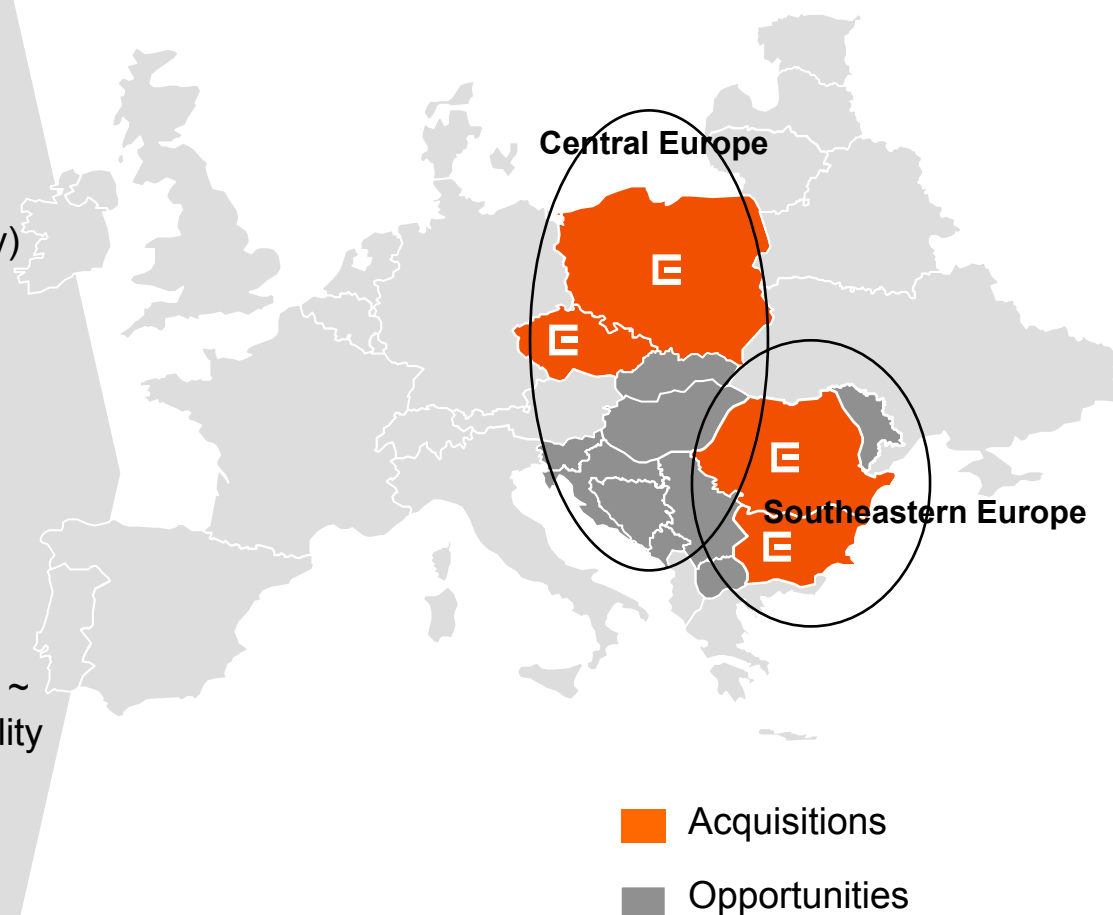 Central Europe
y)
Southeastern Europe
~
lity
Acquisitions
Opportunities